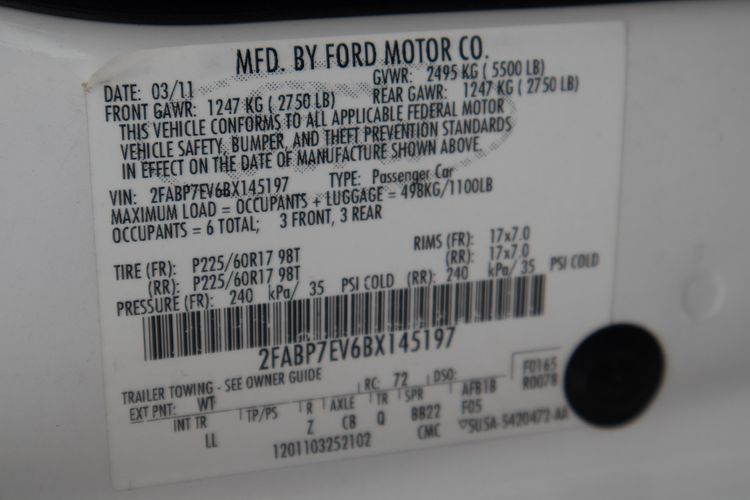 MFD. BY FORD MOTOR CO.
DATE: 03/11 GVWR: 2495 KG ( 5500 LB)
FRONT GAWR: 1247 KG ( 2750 LB) REAR GAWR: 1247 KG ( 2750 LB)
THIS VEHICLE CONFORMS TO ALL APPLICABLE FEDERAL MOTOR
VEHICLE SAFETY, BUMPER, AND THEFT PREVENTION STANDARDS
IN EFFECT ON THE DATE OF MANUFACTURE SHOWN ABOVE.
VIN: 2FABP7EV6BX145197 TYPE: Passenger Car
MAXIMUM LOAD = OCCUPANTS + LUGGAGE = 498KG/1100LB
OCCUPANTS = 6 TOTAL; 3 FRONT, 3 REAR
TIRE (FR): P225/60R17 98T RIMS (FR): 17x7.0
(RR): P225/60R17 98T (RR): 17x7.0
PRESSURE (FR): 240 kPa/ 35 PSI COLD (RR): 240 kPa/ 35 PSI COLD
2FABP7EV6BX145197
TRAILER TOWING - SEE OWNER GUIDE RC: 72 DSO: F0165
EXT PNT: WT AFB1B R0078
INT TR TP/PS R AXLE TR SPR F05
LL Z C8 Q BB22
1201103252102 CMC 5U5A-5420472-AA